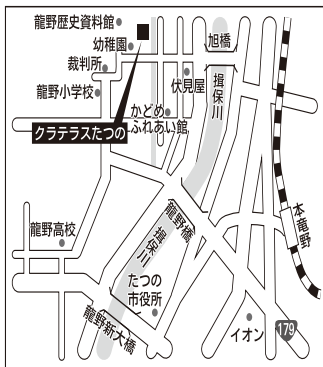 龍野歴史資料館
幼稚園
裁判所
龍野小学校
旭橋
伏見屋
揖保川
かどめ
ふれあい館
クラテラスたつの
本竜野
龍野橋
龍野高校
揖保川
たつの
市役所
龍野新大橋
イオン
179